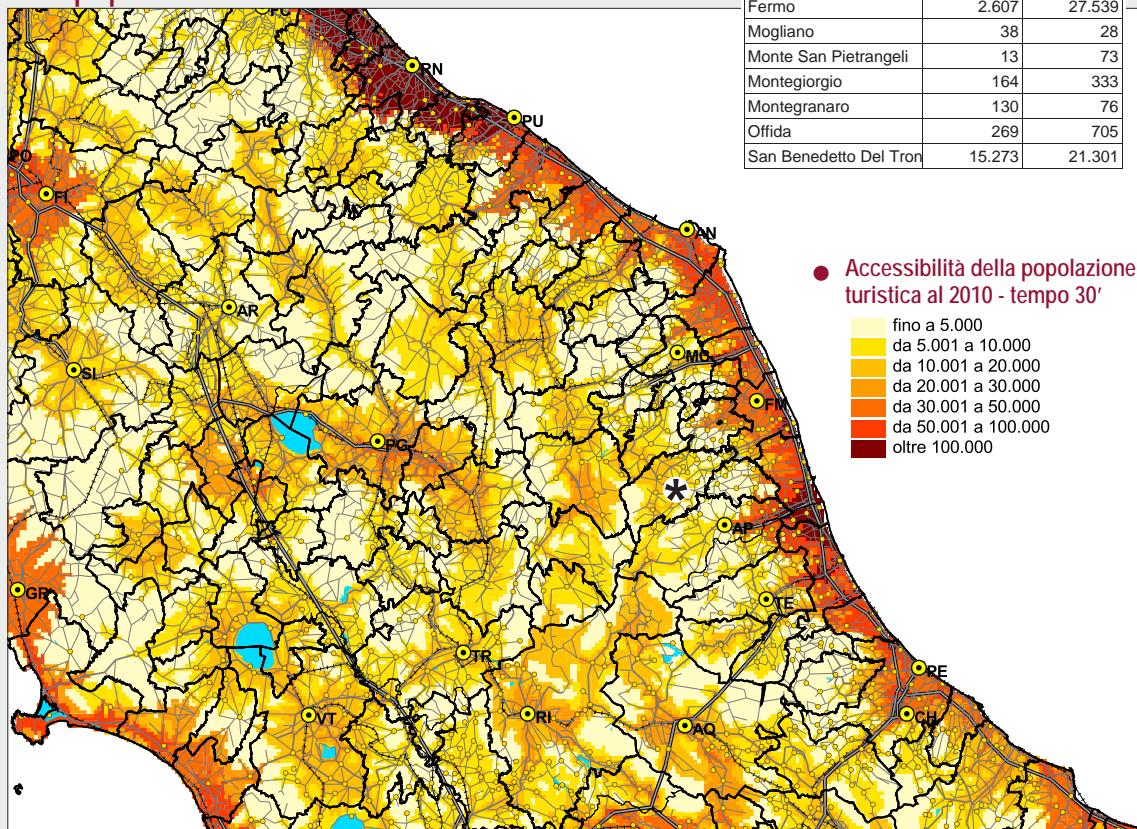 Fermo 2.607 27.539
Mogliano 38 28
Monte San Pietrangeli 13 73
Montegiorgio 164 333
Montegranaro 130 76
Offida 269 705
San Benedetto Del Tron 15.273 21.301
RN
PU
FI
AN
Accessibilità della popolazione
turistica al 2010 - tempo 30'
AR
fino a 5.000
da 5.001 a 10.000
MC
da 10.001 a 20.000
SI
da 20.001 a 30.000
FM
da 30.001 a 50.000
da 50.001 a 100.000
PG
oltre 100.000
*
AP
GR
TE
TR
PE
VT
RI
CH
AQ